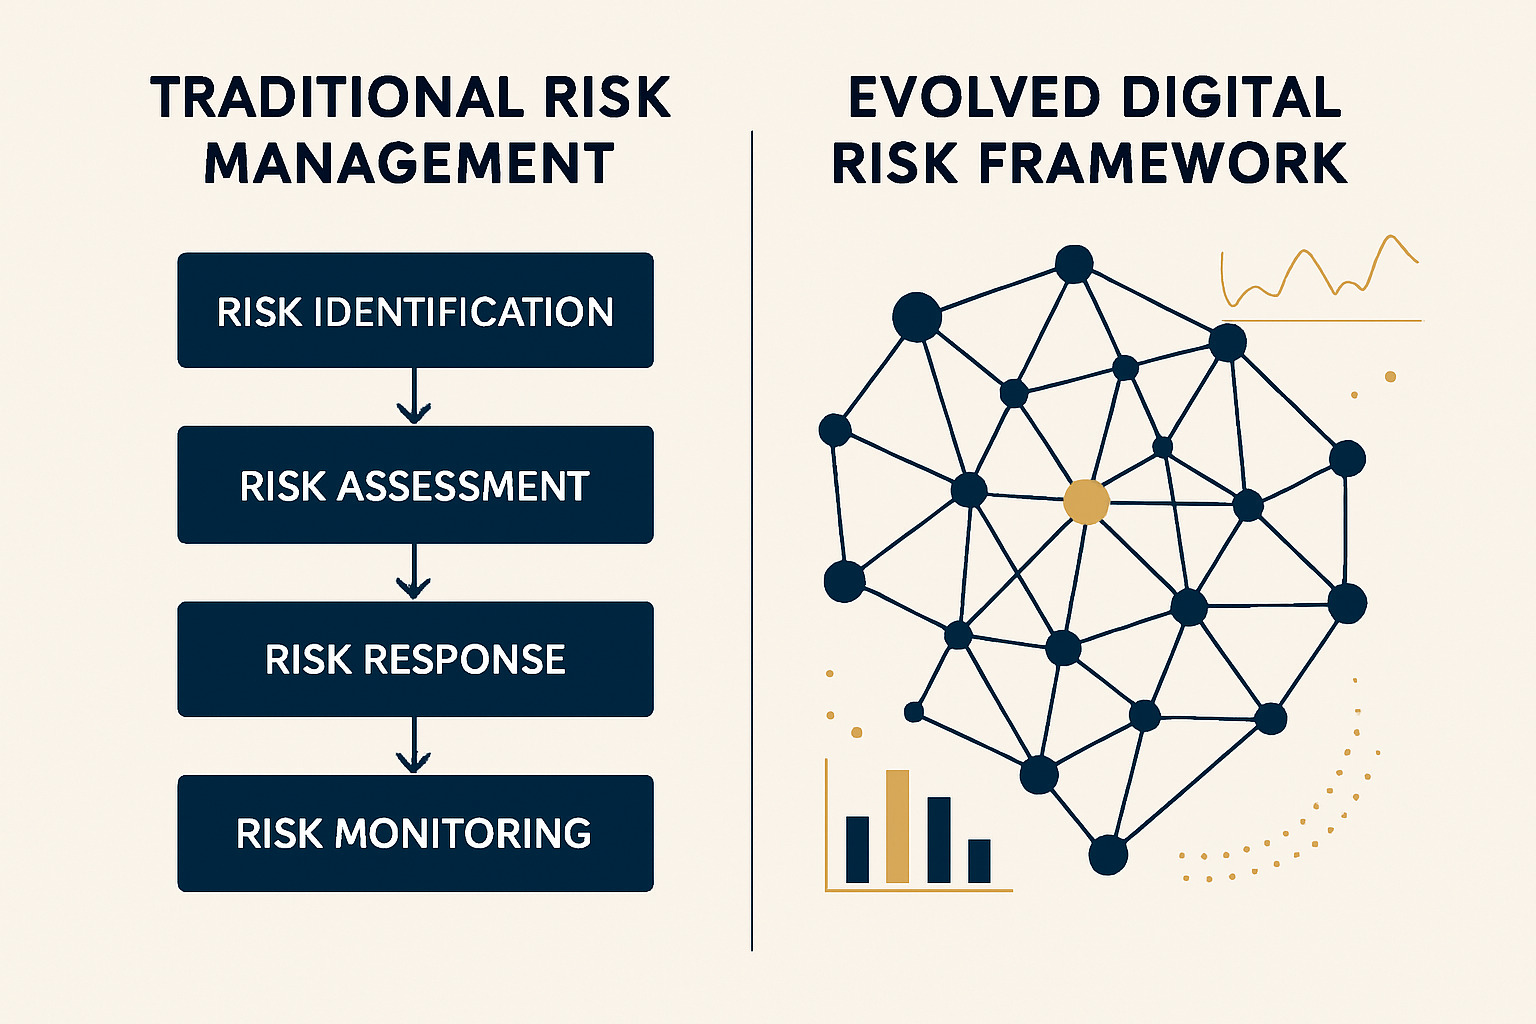 TRADITIONAL RISK
MANAGEMENT
RISK IDENTIFICATION
RISK ASSESSMENT
RISK RESPONSE
RISK MONITORING
EVOLVED DIGITAL
RISK FRAMEWORK